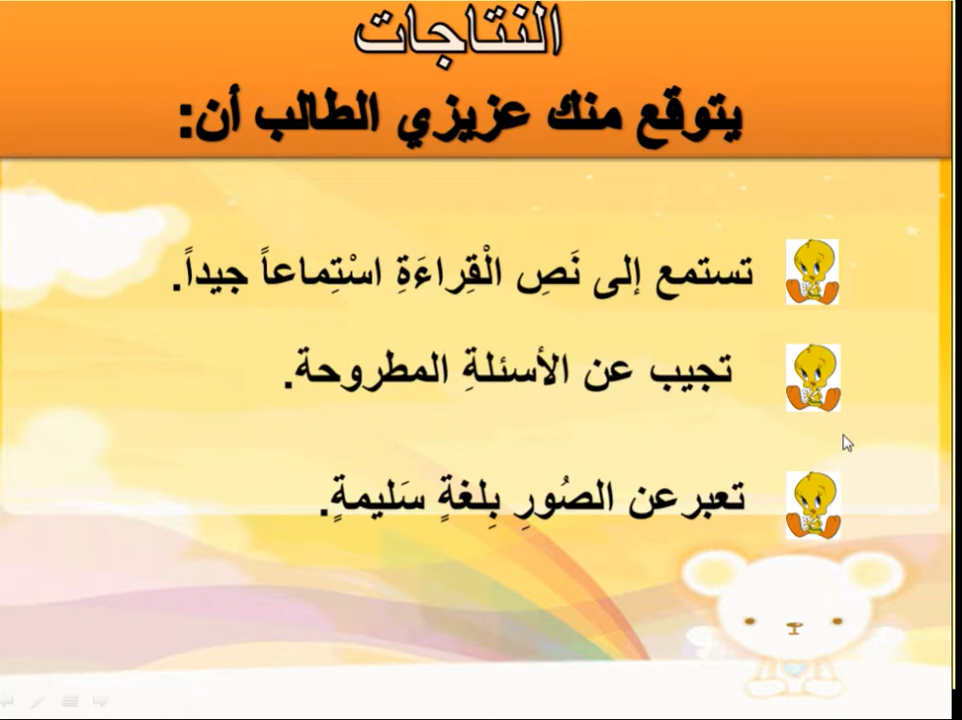 النتاجات
يتوقع منك عزيزي الطالب أن:
تستمع إلى نَصِ الْقِراءَةِ اسْتِماعاً جيداً.
تجيب عن الأسئلةِ المطروحة.
تعبرعن الصُورِ بِلغةٍ سَليمةٍ.